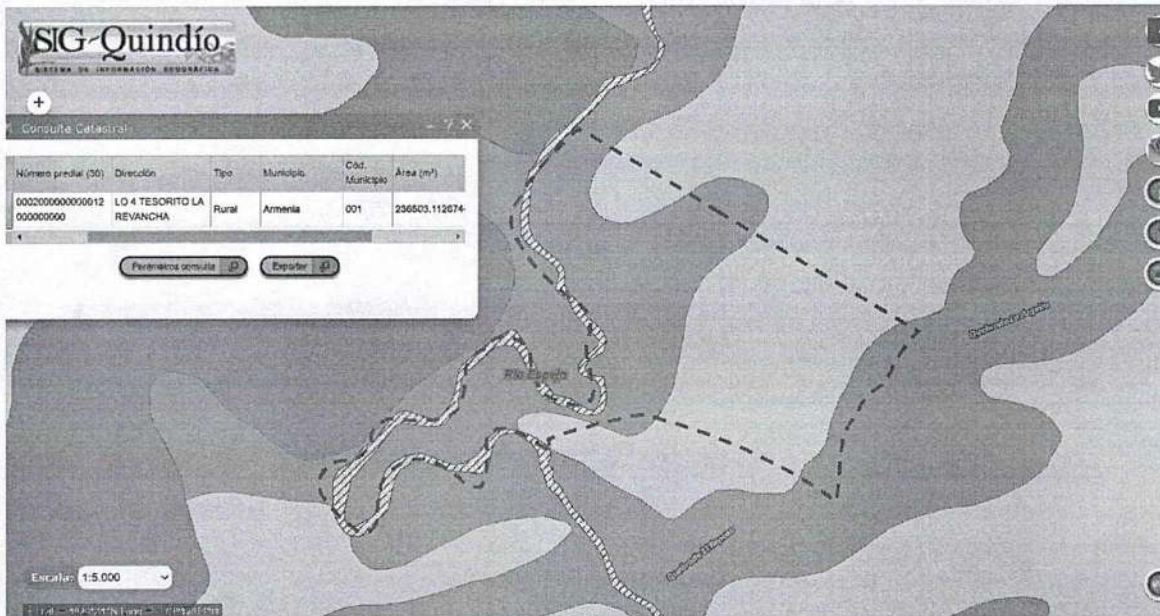 SIG-Quindío
SISTEMA DE INFORMACIÓN GEOGRÁFICA
+
Consulta Catastral
– ? ×
Número predial (30) Dirección Tipo Municipio Cód. Municipio Área (m²)
0002000000000012 LO 4 TESORITO LA REVANCHA Rural Armenia 001 236503.112674
000000000
Parámetros consulta Exportar
Río Espejo
Escala: 1:5.000